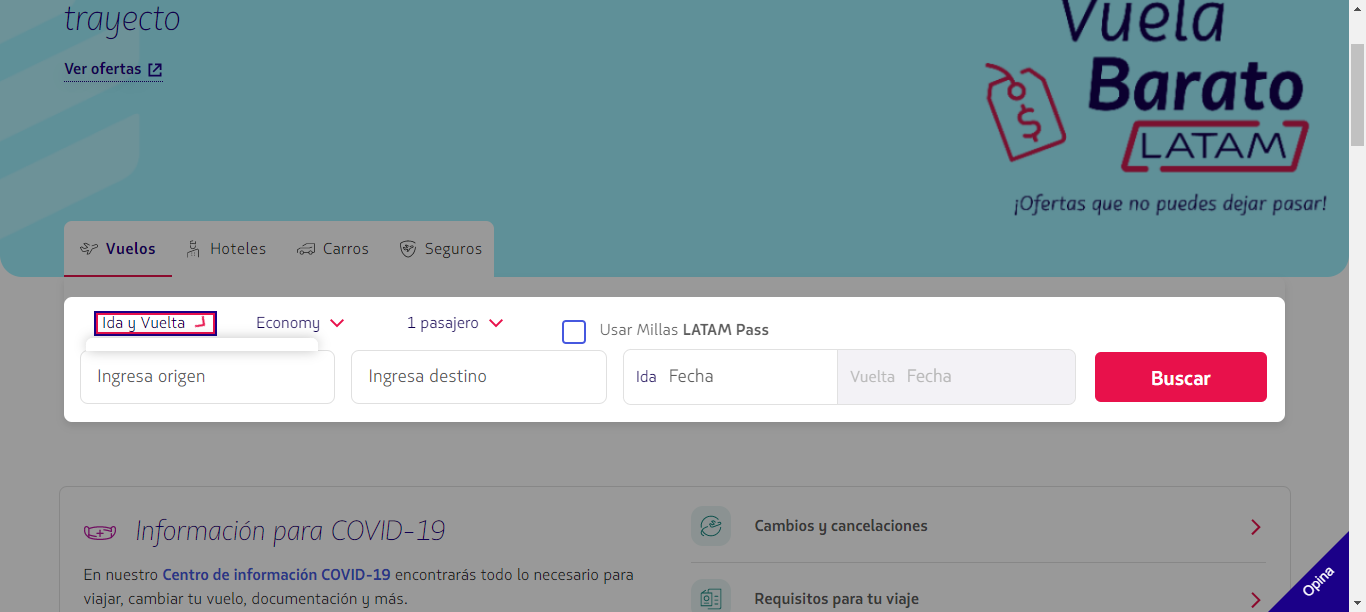 trayecto
Ver ofertas
Vuela
Barato
LATAM
¡Ofertas que no puedes dejar pasar!
Vuelos Hoteles Carros Seguros
Ida y Vuelta Economy 1 pasajero Usar Millas LATAM Pass
Ingresa origen Ingresa destino Ida Fecha Vuelta Fecha Buscar
Información para COVID-19
En nuestro Centro de información COVID-19 encontrarás todo lo necesario para
viajar, cambiar tu vuelo, documentación y más.
Cambios y cancelaciones
Requisitos para tu viaje
Opina